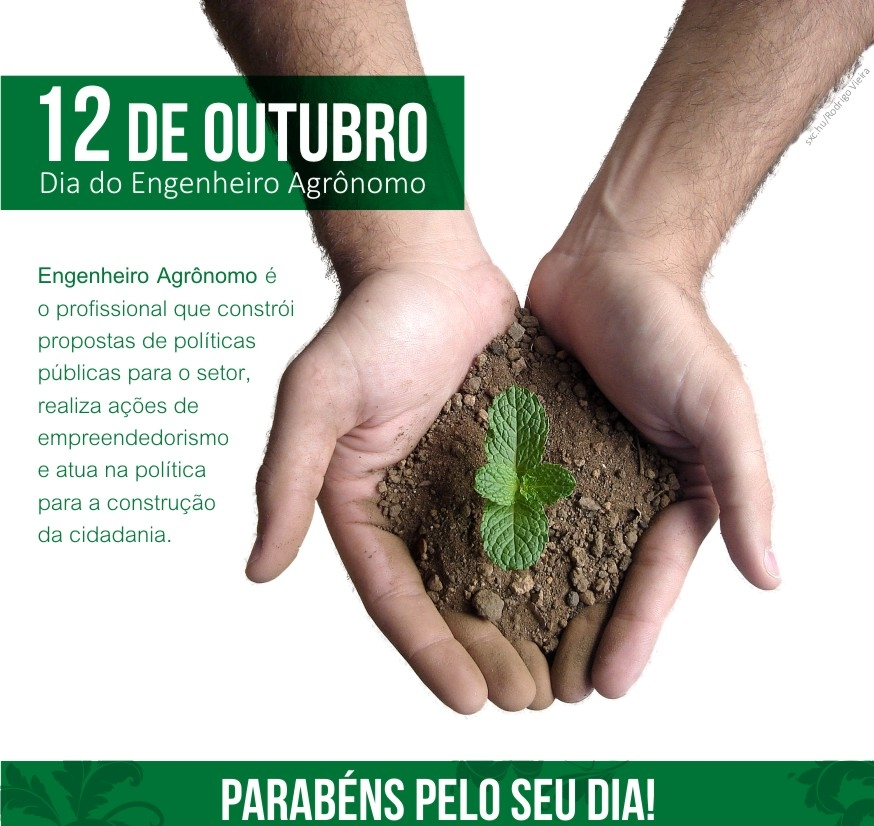 12 DE OUTUBRO
Dia do Engenheiro Agrônomo
sxc.hu/Rodrigo Vieira
Engenheiro Agrônomo é
o profissional que constrói
propostas de políticas
públicas para o setor,
realiza ações de
empreendedorismo
e atua na política
para a construção
da cidadania.
PARABÉNS PELO SEU DIA!